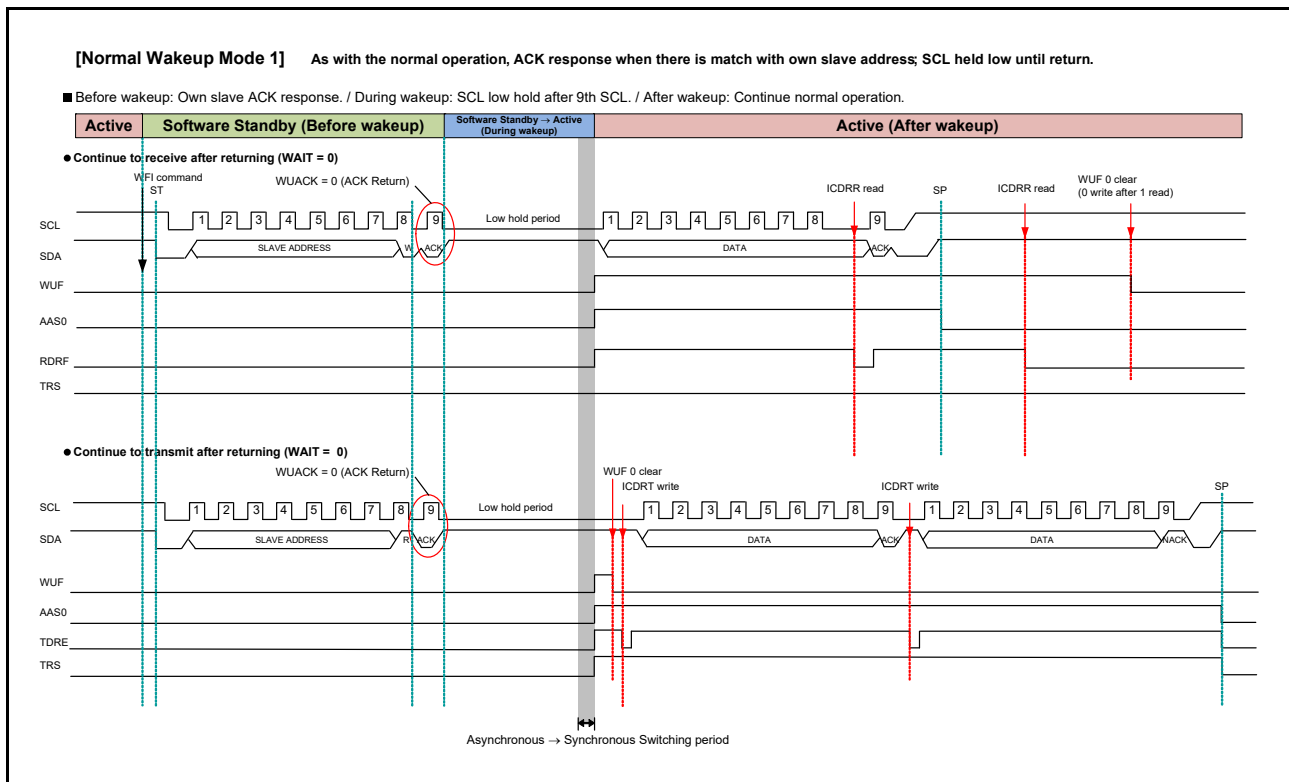 [Normal Wakeup Mode 1] As with the normal operation, ACK response when there is match with own slave address; SCL held low until return.
■ Before wakeup: Own slave ACK response. / During wakeup: SCL low hold after 9th SCL. / After wakeup: Continue normal operation.
Active Software Standby (Before wakeup) Software Standby → Active (During wakeup) Active (After wakeup)
● Continue to receive after returning (WAIT = 0)
WFI command
ST
WUACK = 0 (ACK Return)
ICDRR read
SP
ICDRR read
WUF 0 clear
(0 write after 1 read)
SCL 1 2 3 4 5 6 7 8 9 Low hold period 1 2 3 4 5 6 7 8 9
SDA SLAVE ADDRESS W ACK DATA ACK
WUF
AAS0
RDRF
TRS
● Continue to transmit after returning (WAIT = 0)
WUACK = 0 (ACK Return)
WUF 0 clear
ICDRT write
ICDRT write
SP
SCL 1 2 3 4 5 6 7 8 9 Low hold period 1 2 3 4 5 6 7 8 9 1 2 3 4 5 6 7 8 9
SDA SLAVE ADDRESS R ACK DATA ACK DATA NACK
WUF
AAS0
TDRE
TRS
Asynchronous → Synchronous Switching period